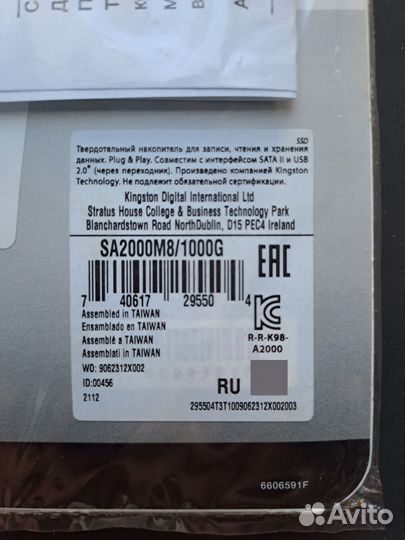 С
Д
П
Т
К
М
В
А
SSD
Твердотельный накопитель для записи, чтения и хранения
данных. Plug & Play. Совместим с интерфейсом SATA II и USB
2.0* (через переходник). Произведено компанией Kingston
Technology. Не подлежит обязательной сертификации.
Kingston Digital International Ltd
Stratus House College & Business Technology Park
Blanchardstown Road NorthDublin, D15 PEC4 Ireland
SA2000M8/1000G
EAC
7 40617 29550 4
Assembled in TAIWAN
Ensamblado en TAIWAN
Assemblé a TAIWAN
Assemblati in TAIWAN
R-R-K98-
A2000
WO: 9062312X002
ID:00456
2112
RU
295504T3T1009062312X002003
6606591F
Avito